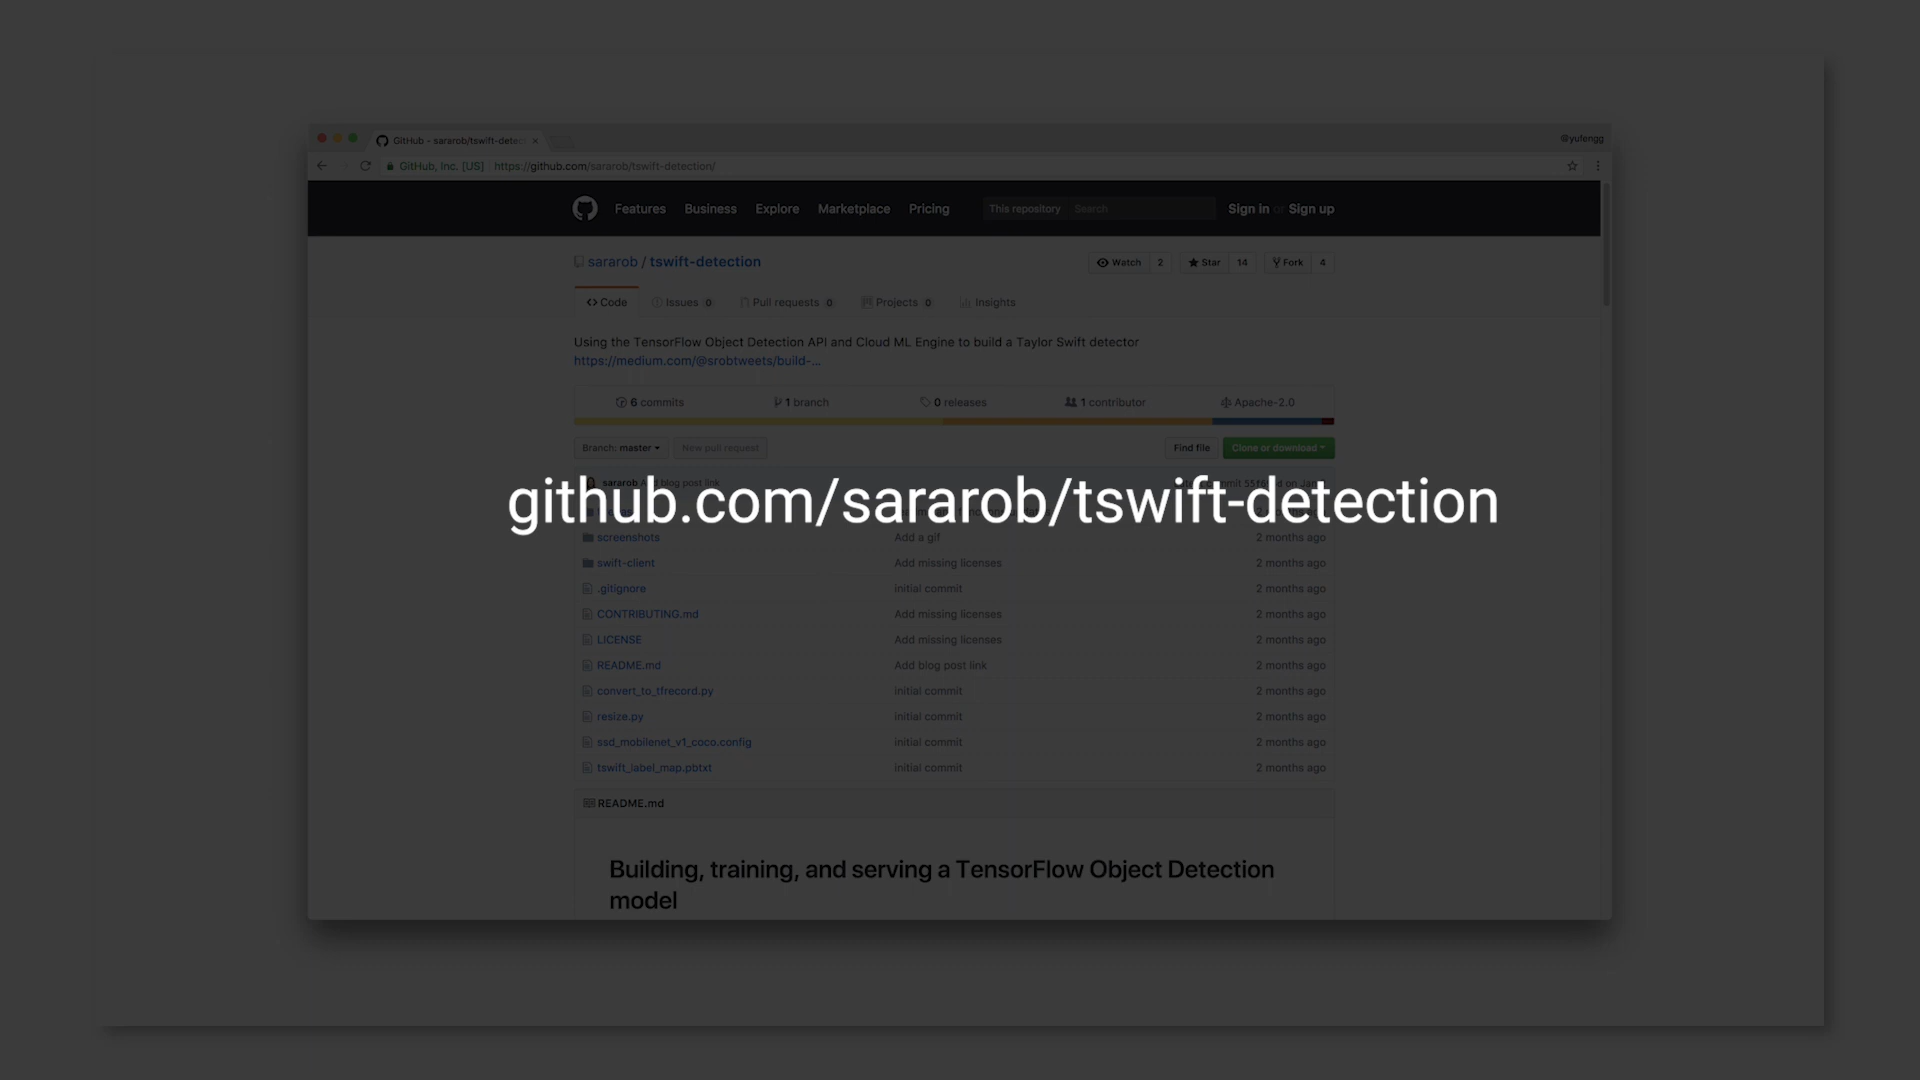 GitHub - sararob/tswift-detect
@yufengg
GitHub, Inc. [US] https://github.com/sararob/tswift-detection/
Features Business Explore Marketplace Pricing This repository Search Sign in or Sign up
sararob / tswift-detection
Watch 2 Star 14 Fork 4
Code Issues 0 Pull requests 0 Projects 0 Insights
Using the TensorFlow Object Detection API and Cloud ML Engine to build a Taylor Swift detector
https://medium.com/@srobtweets/build-...
6 commits 1 branch 0 releases 1 contributor Apache-2.0
Branch: master New pull request Find file Clone or download
sararob blog post link
github.com/sararob/tswift-detection
screenshots Add a gif 2 months ago
swift-client Add missing licenses 2 months ago
.gitignore initial commit 2 months ago
CONTRIBUTING.md Add missing licenses 2 months ago
LICENSE Add missing licenses 2 months ago
README.md Add blog post link 2 months ago
convert_to_tfrecord.py initial commit 2 months ago
resize.py initial commit 2 months ago
ssd_mobilenet_v1_coco.config initial commit 2 months ago
tswift_label_map.pbtxt initial commit 2 months ago
README.md
Building, training, and serving a TensorFlow Object Detection
model